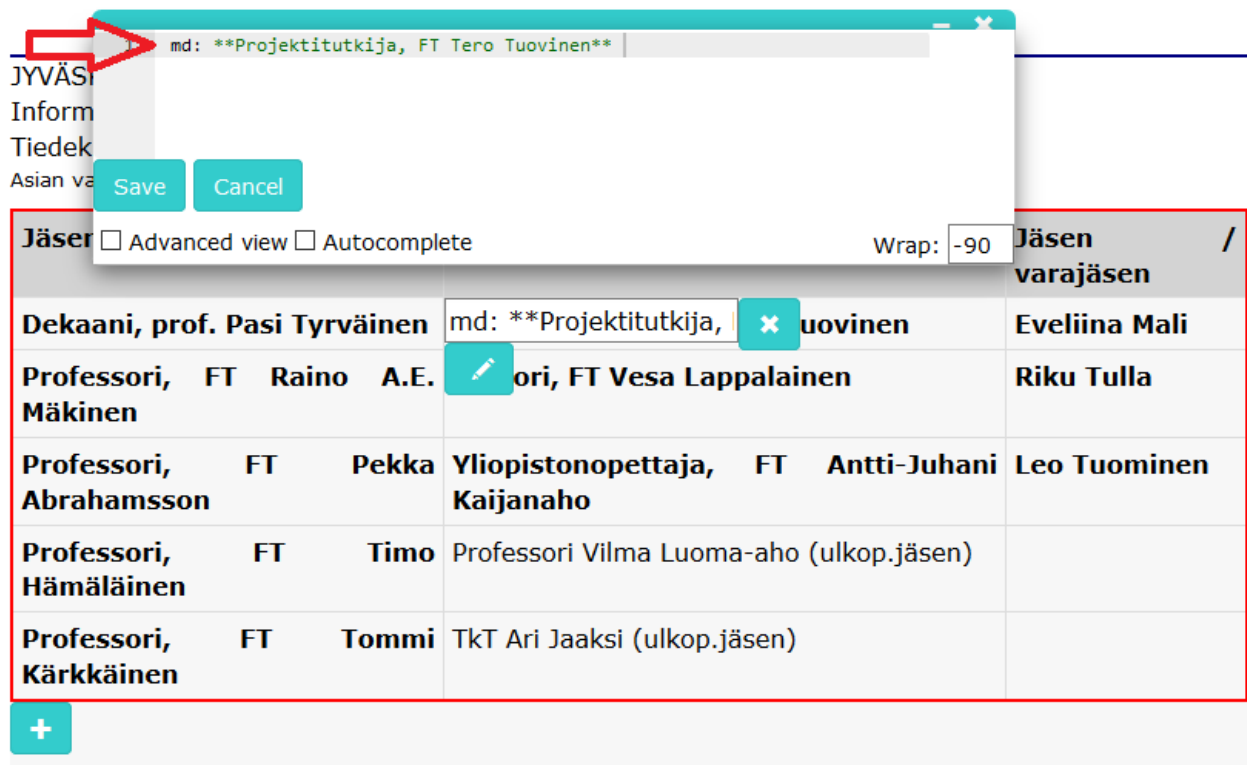 md: **Projektitutkija, FT Tero Tuovinen**
JYVÄS
Inform
Tiedek
Asian va
Save Cancel
Advanced view Autocomplete Wrap: -90
Jäsen Jäsen /
varajäsen
Dekaani, prof. Pasi Tyrväinen md: **Projektitutkija, uovinen Eveliina Mali
Professori, FT Raino A.E. ori, FT Vesa Lappalainen Riku Tulla
Mäkinen
Professori, FT Pekka Yliopistonopettaja, FT Antti-Juhani Leo Tuominen
Abrahamsson Kaijanaho
Professori, FT Timo Professori Vilma Luoma-aho (ulkop.jäsen)
Hämäläinen
Professori, FT Tommi TkT Ari Jaaksi (ulkop.jäsen)
Kärkkäinen